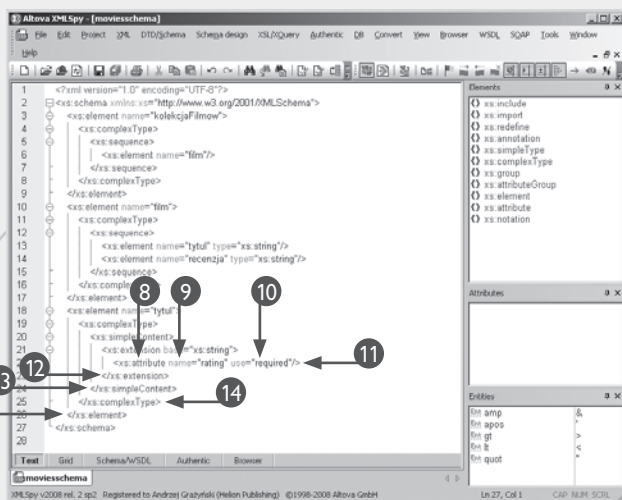 Altova XMLSpy - [moviesschema]
File Edit Project XML DTD/Schema Schema design XSL/XQuery Authentic DB Convert View Browser WSDL SOAP Tools Window
Help
Elements
1 <?xml version="1.0" encoding="UTF-8"?>
2 <xs:schema xmlns:xs="http://www.w3.org/2001/XMLSchema">
3 <xs:element name="kolekcjaFilmow">
4 <xs:complexType>
5 <xs:sequence>
6 <xs:element name="film"/>
7 </xs:sequence>
8 </xs:complexType>
9 </xs:element>
10 <xs:element name="film">
11 <xs:complexType>
12 <xs:sequence>
13 <xs:element name="tytul" type="xs:string"/>
14 <xs:element name="recenzja" type="xs:string"/>
15 </xs:sequence>
16 </xs:comple
17 </xs:element>
18 <xs:element name="tytul">
19 <xs:complexType>
20 <xs:simpleContent>
21 <xs:extension bas "xs:string">
<xs:attribute name="rating" use="required"/>
</xs:extension>
24 </xs:simpleContent>
25 </xs:complexType>
26 </xs:element>
27 </xs:schema>
28
8 9 10
11
12
3
14
xs:include
xs:import
xs:redefine
xs:annotation
xs:simpleType
xs:complexType
xs:group
xs:attributeGroup
xs:element
xs:attribute
xs:notation
Attributes
Entities
Ent amp &
Ent apos '
Ent gt >
Ent lt <
Ent quot "
Text Grid Schema/WSDL Authentic Browser
moviesschema
XMLSpy v2008 rel. 2 sp2 Registered to Andrzej Grażyński (Helion Publishing) ©1998-2008 Altova GmbH Ln 27, Col 1 CAP NUM SCRL